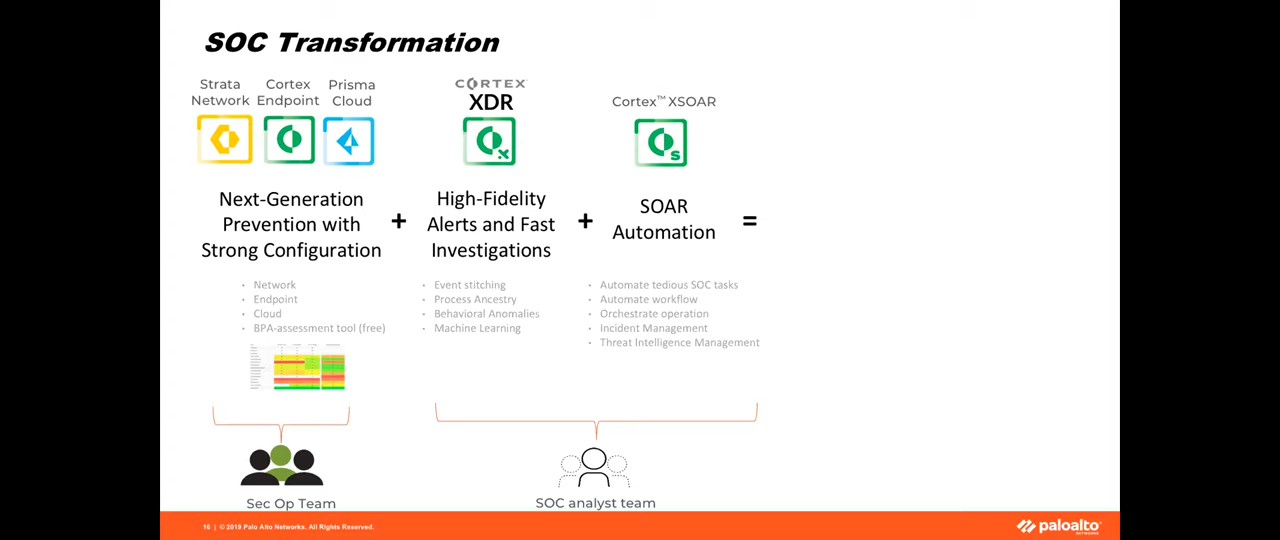 SOC Transformation
Strata
Network
Cortex
Endpoint
Prisma
Cloud
CORTEX
XDR
Cortex™ XSOAR
Next-Generation
Prevention with
Strong Configuration
+
High-Fidelity
Alerts and Fast
Investigations
+
SOAR
Automation
=
• Network
• Endpoint
• Cloud
• BPA-assessment tool (free)
• Event stitching
• Process Ancestry
• Behavioral Anomalies
• Machine Learning
• Automate tedious SOC tasks
• Automate workflow
• Orchestrate operation
• Incident Management
• Threat Intelligence Management
Sec Op Team
SOC analyst team
16 | © 2019 Palo Alto Networks. All Rights Reserved.
paloalto
NETWORKS